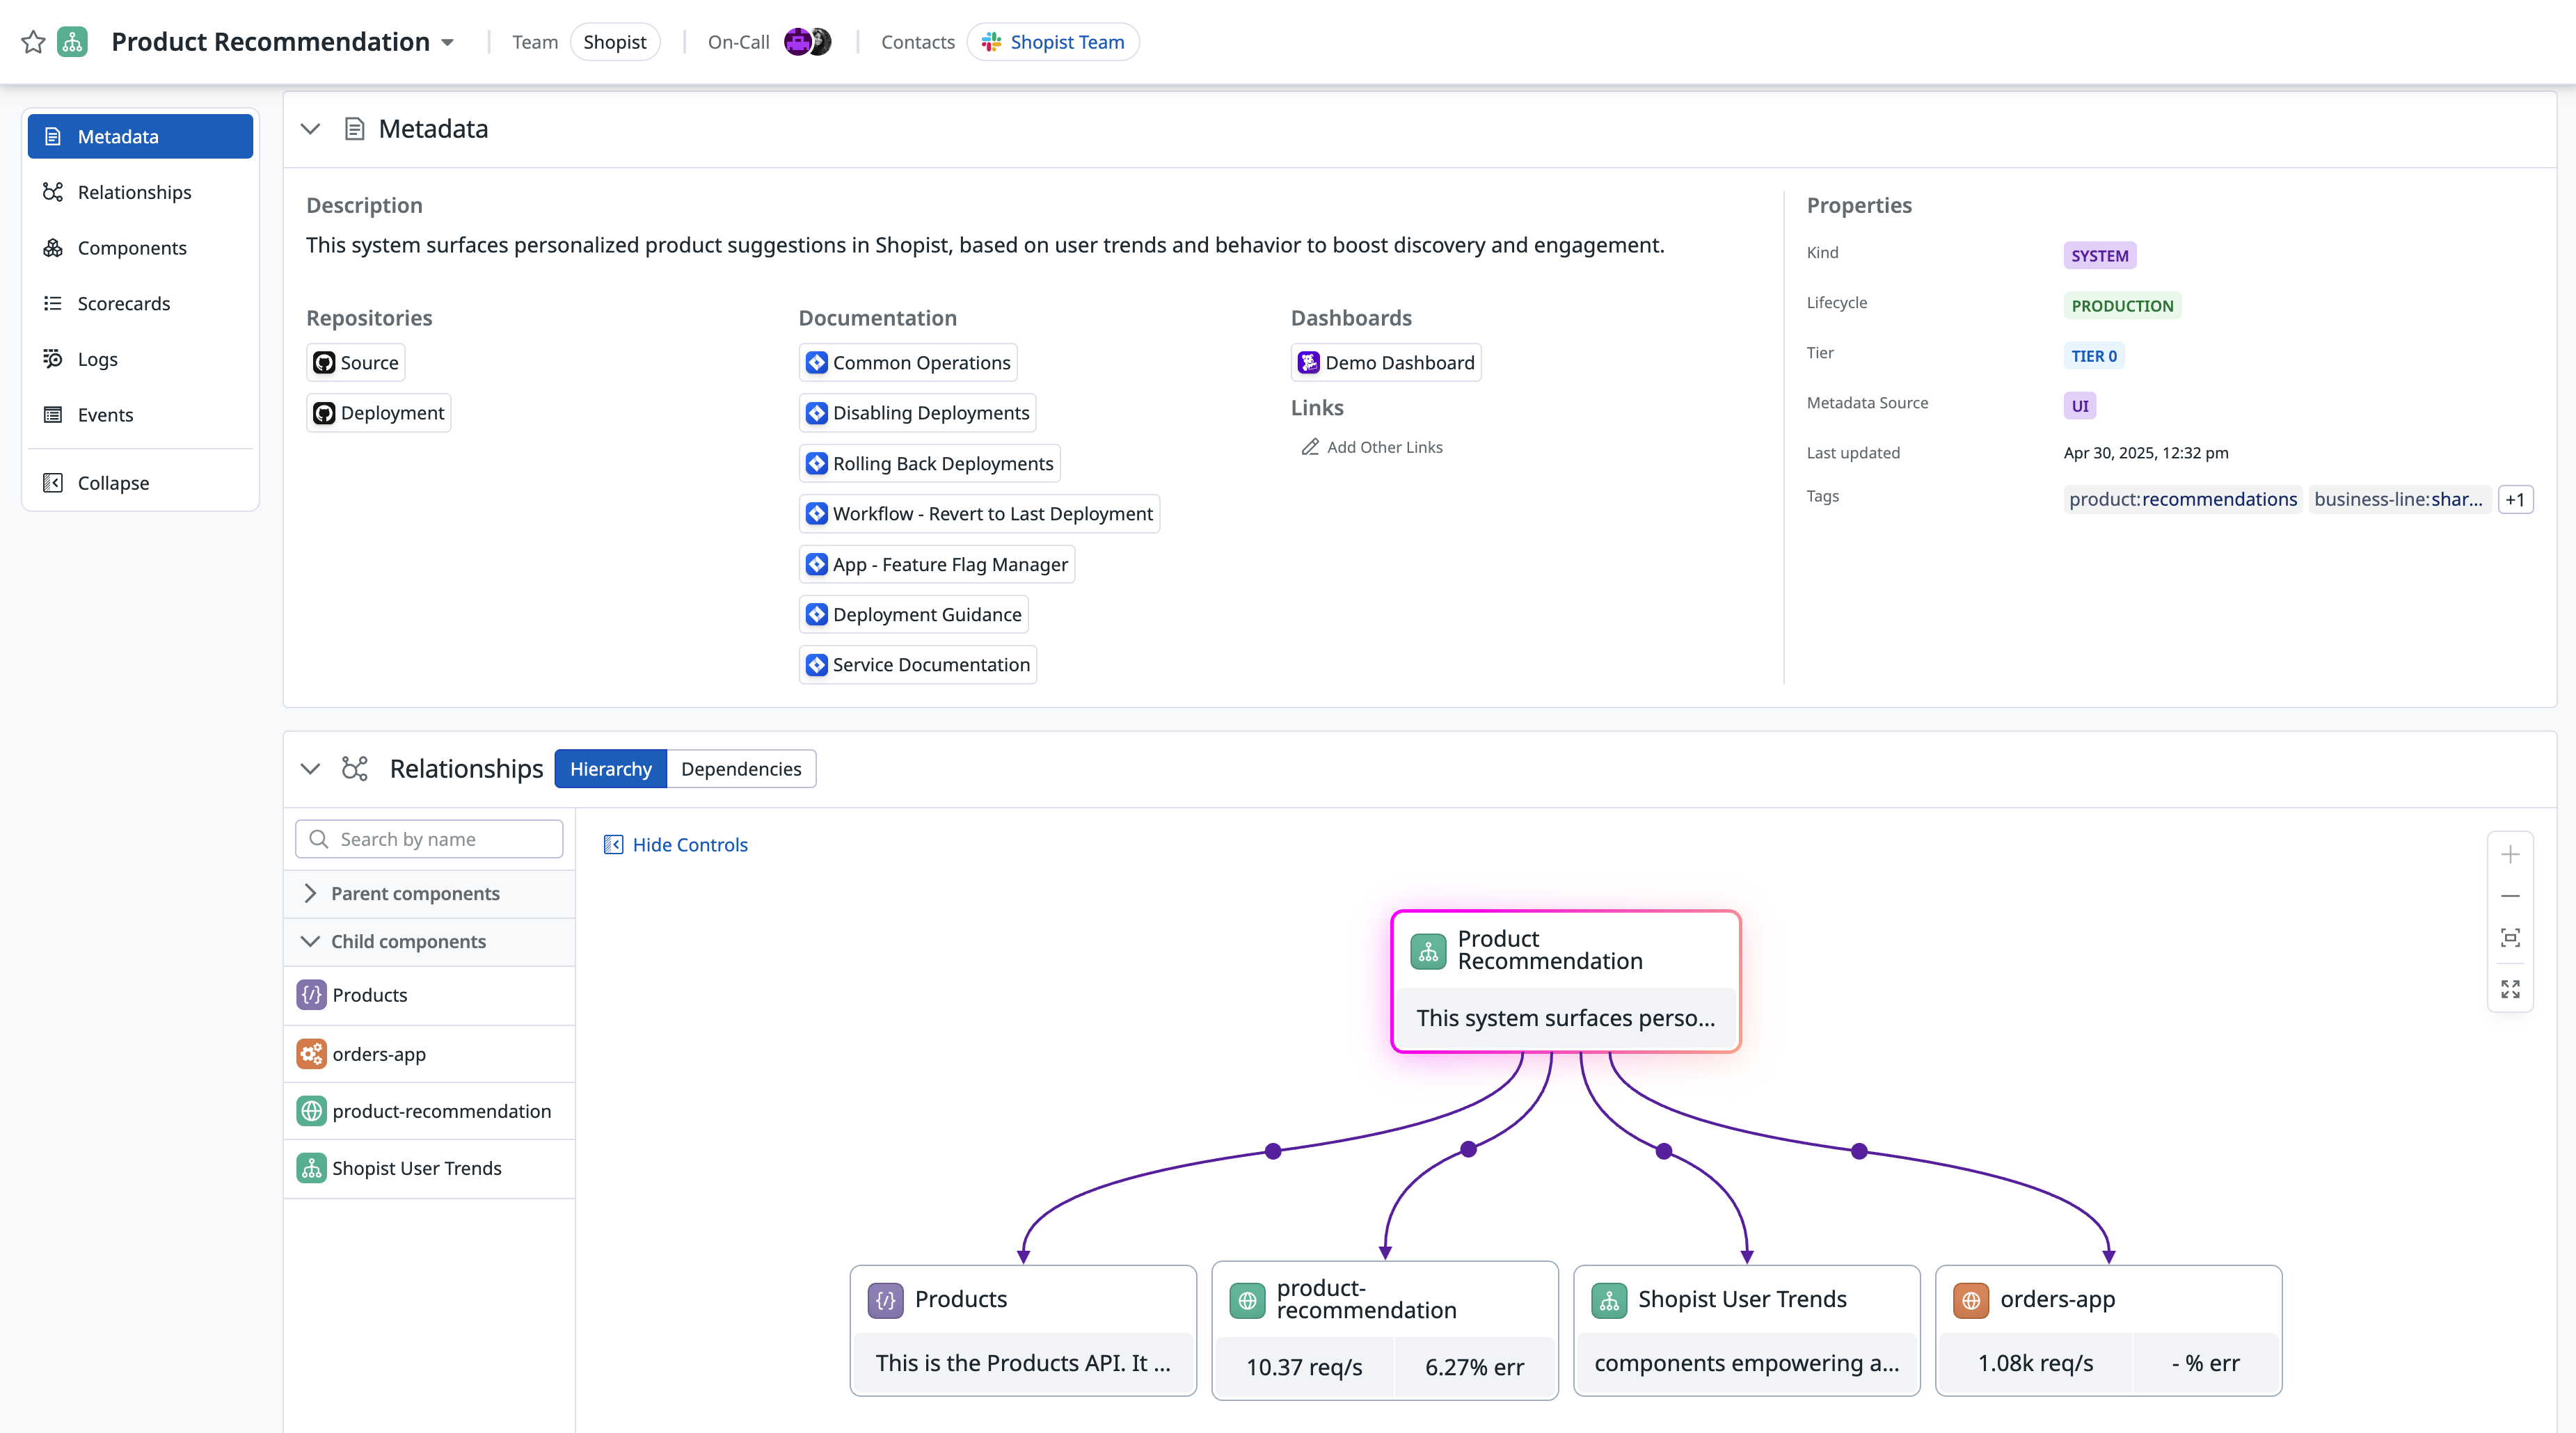 Product Recommendation
Team
Shopist
On-Call
Contacts
Shopist Team
Metadata
Relationships
Components
Scorecards
Logs
Events
Collapse
Metadata
Description
This system surfaces personalized product suggestions in Shopist, based on user trends and behavior to boost discovery and engagement.
Repositories
Source
Deployment
Documentation
Common Operations
Disabling Deployments
Rolling Back Deployments
Workflow - Revert to Last Deployment
App - Feature Flag Manager
Deployment Guidance
Service Documentation
Dashboards
Demo Dashboard
Links
Add Other Links
Properties
Kind
SYSTEM
Lifecycle
PRODUCTION
Tier
TIER 0
Metadata Source
UI
Last updated
Apr 30, 2025, 12:32 pm
Tags
product:recommendations
business-line:shar...
+1
Relationships
Hierarchy
Dependencies
Search by name
Parent components
Child components
Products
orders-app
product-recommendation
Shopist User Trends
Hide Controls
Product
Recommendation
This system surfaces perso...
Products
This is the Products API. It ...
product-
recommendation
10.37 req/s
6.27% err
Shopist User Trends
components empowering a...
orders-app
1.08k req/s
- % err